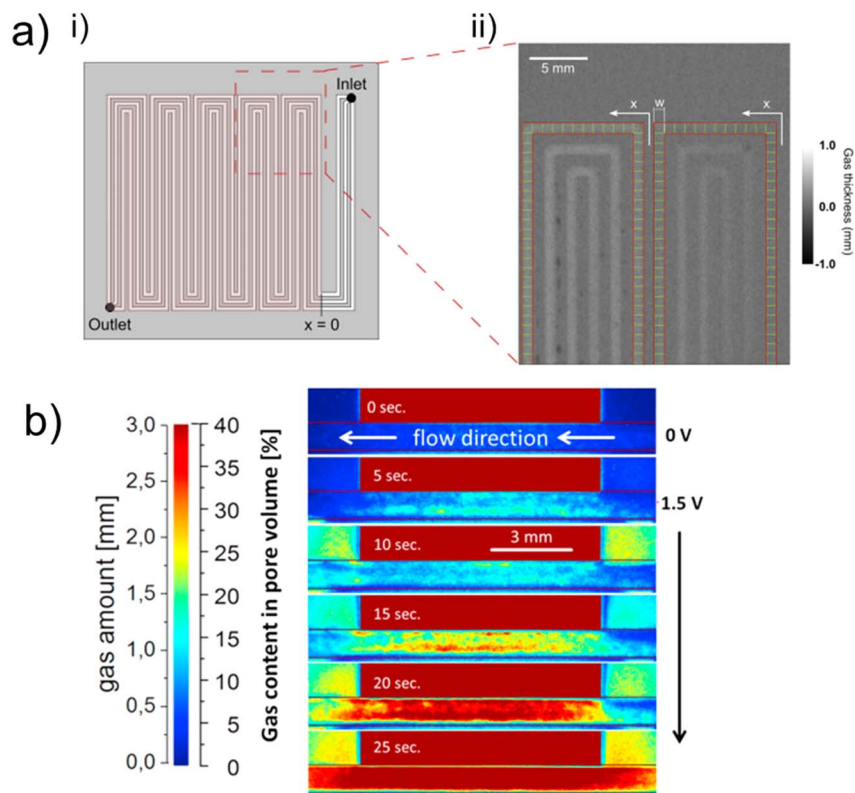 a) i)
Inlet
Outlet
x = 0
ii)
5 mm
x
w
x
1.0
0.0
-1.0
Gas thickness (mm)
b)
3,0
2,5
2,0
1,5
1,0
0,5
0,0
gas amount [mm]
40
35
30
25
20
15
10
5
0
Gas content in pore volume [%]
0 sec.
flow direction
0 V
5 sec.
1.5 V
10 sec.
3 mm
15 sec.
20 sec.
25 sec.